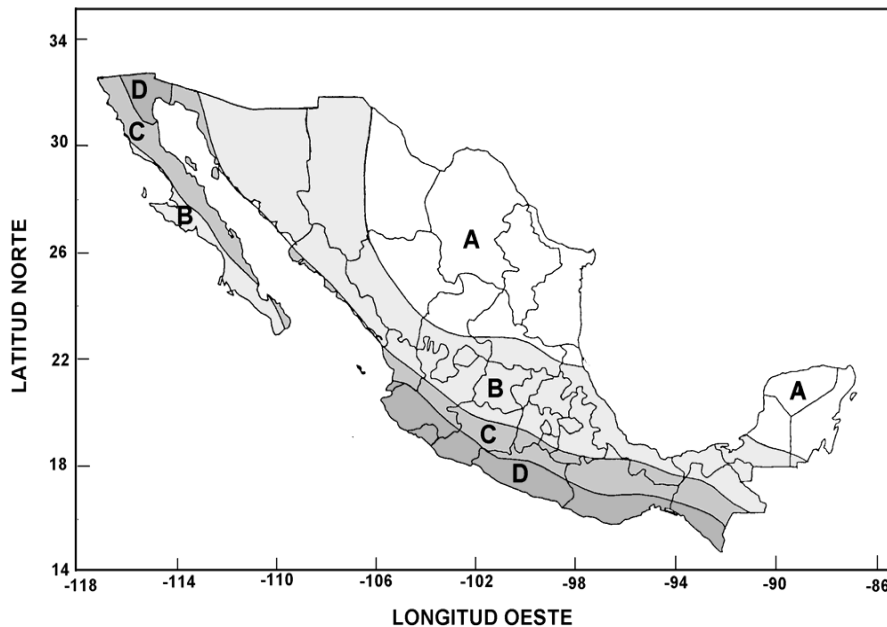 34
D
C
30
B
A
26
LATITUD NORTE
22
B
A
C
18
D
14
-118
-114
-110
-106
-102
-98
-94
-90
-86
LONGITUD OESTE